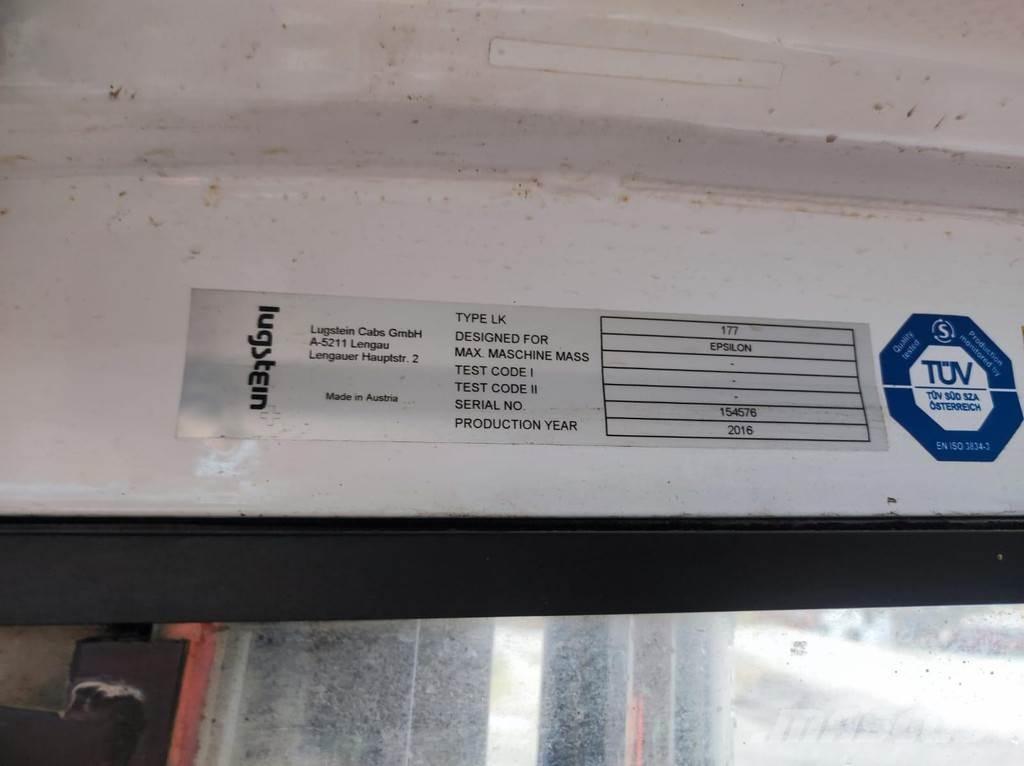 lugstein
Lugstein Cabs GmbH
A-5211 Lengau
Lengauer Hauptstr. 2
Made in Austria
TYPE LK 177
DESIGNED FOR EPSILON
MAX. MASCHINE MASS -
TEST CODE I -
TEST CODE II -
SERIAL NO. 154576
PRODUCTION YEAR 2016
Quality tested
Production monitored by
S
TÜV
TÜV SÜD SZA
ÖSTERREICH
EN ISO 3834-3